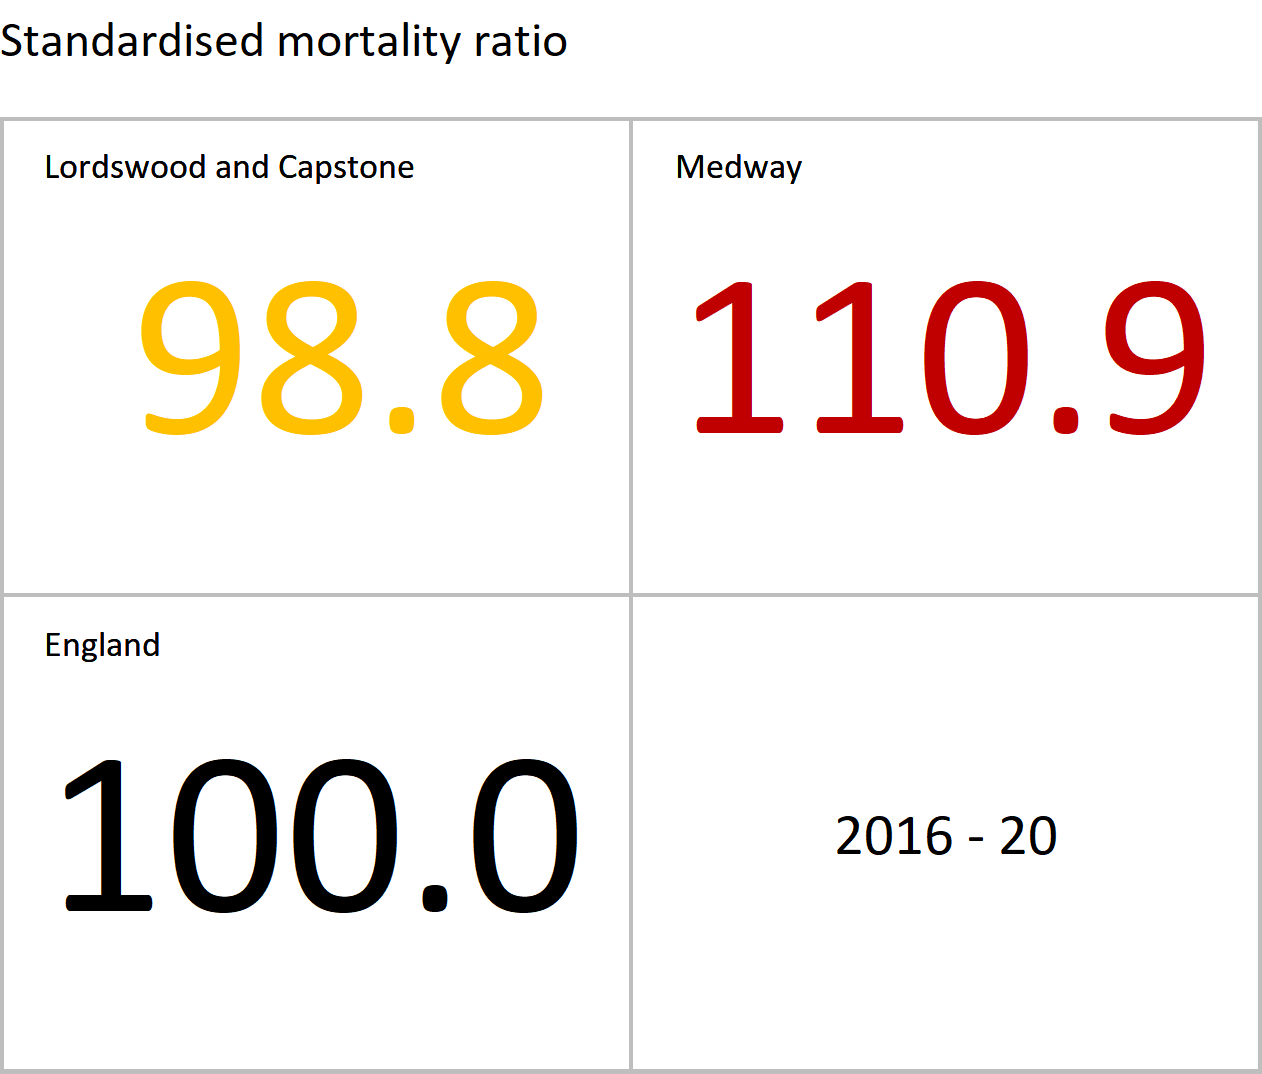 Standardised mortality ratio
Lordswood and Capstone
98.8
Medway
110.9
England
100.0
2016 - 20